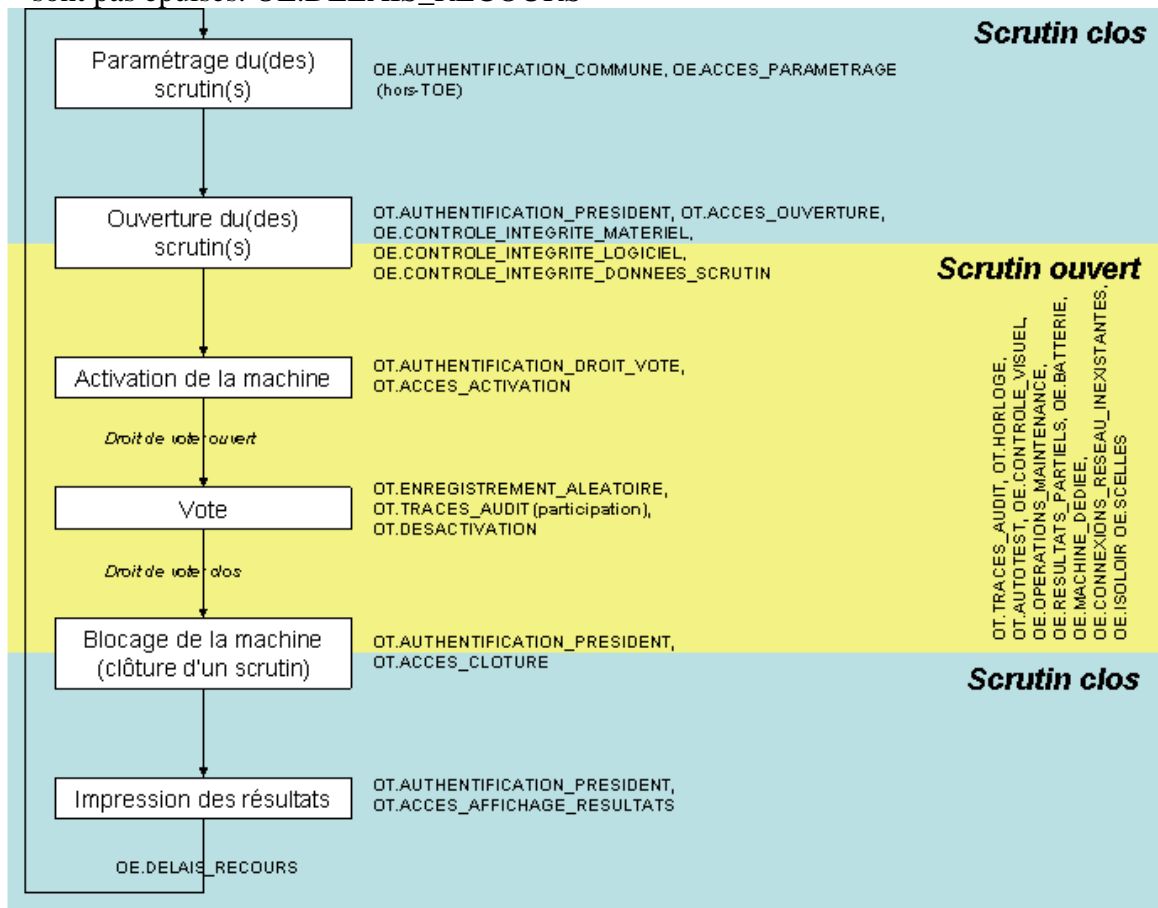 sont pas épuisés. OE.DELAIS_RECOURS
Scrutin clos
Paramétrage du(des)
scrutin(s)
OE.AUTHENTIFICATION_COMMUNE, OE.ACCES_PARAMETRAGE
(hors-TOE)
Ouverture du(des)
scrutin(s)
OT.AUTHENTIFICATION_PRESIDENT, OT.ACCES_OUVERTURE,
OE.CONTROLE_INTEGRITE_MATERIEL,
OE.CONTROLE_INTEGRITE_LOGICIEL,
OE.CONTROLE_INTEGRITE_DONNEES_SCRUTIN
Scrutin ouvert
OT.TRACES_AUDIT, OT.HORLOGE,
OT.AUTOTEST, OE.CONTROLE_VISUEL,
OE.OPERATIONS_MAINTENANCE,
OE.RESULTATS_PARTIELS, OE.BATTERIE,
OE.MACHINE_DEDIEE,
OE.CONNEXIONS_RESEAU_INEXISTANTES,
OE.ISOLOIR OE.SCELLES
Activation de la machine
OT.AUTHENTIFICATION_DROIT_VOTE,
OT.ACCES_ACTIVATION
Droit de vote ouvert
Vote
OT.ENREGISTREMENT_ALEATOIRE,
OT.TRACES_AUDIT (participation),
OT.DESACTIVATION
Droit de vote clos
Blocage de la machine
(clôture d'un scrutin)
OT.AUTHENTIFICATION_PRESIDENT,
OT.ACCES_CLOTURE
Scrutin clos
Impression des résultats
OT.AUTHENTIFICATION_PRESIDENT,
OT.ACCES_AFFICHAGE_RESULTATS
OE.DELAIS_RECOURS